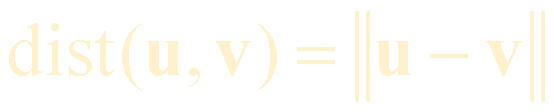 dist(u, v) = ‖u − v‖